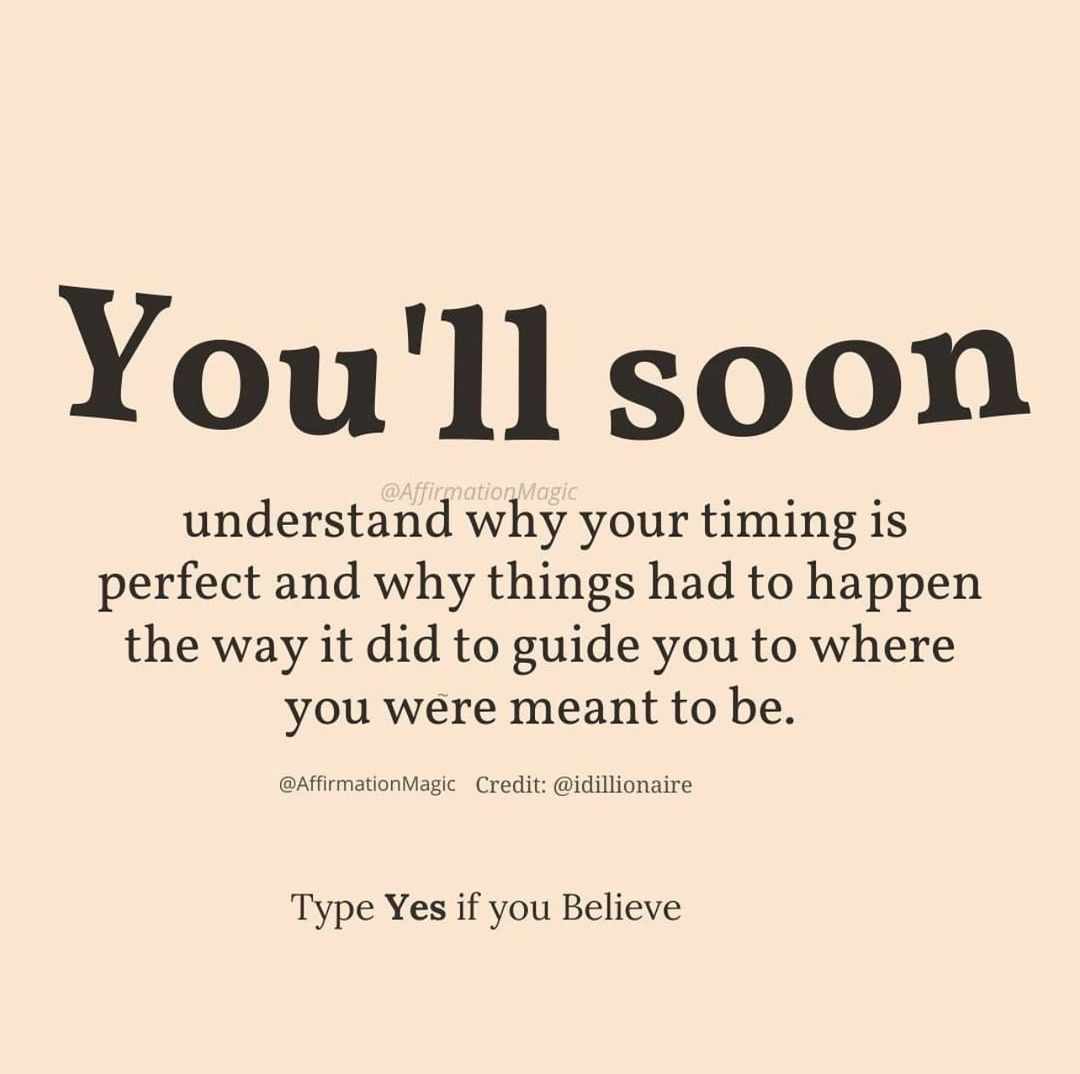 You'll soon
@AffirmationMagic
understand why your timing is
perfect and why things had to happen
the way it did to guide you to where
you were meant to be.
@AffirmationMagic Credit: @idillionaire
Type Yes if you Believe